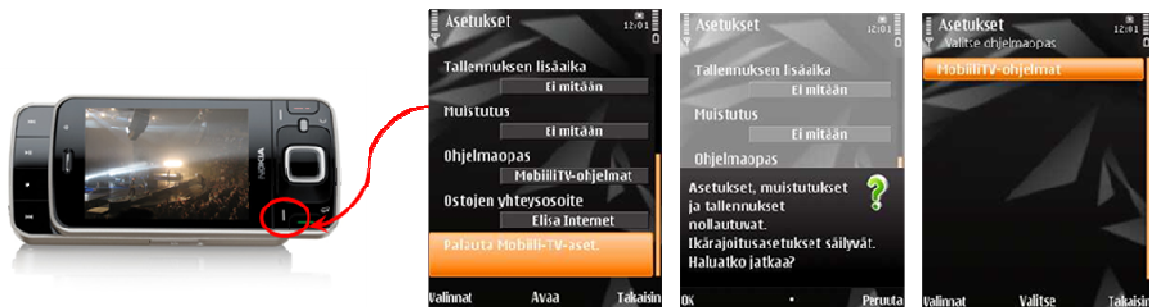 NOKIA
Asetukset
12:01
Tallennuksen lisäaika
Ei mitään
Muistutus
Ei mitään
Ohjelmaopas
MobiiliTV-ohjelmat
Ostojen yhteysosoite
Elisa Internet
Palauta Mobiili-TV-aset.
Valinnat Avaa Takaisin
Asetukset
12:01
Tallennuksen lisäaika
Ei mitään
Muistutus
Ei mitään
Ohjelmaopas
Asetukset, muistutukset
ja tallennukset
nollautuvat.
Ikärajoitusasetukset säilyvät.
Haluatko jatkaa?
OK Peruuta
Asetukset
12:01
Valitse ohjelmaopas
MobiiliTV-ohjelmat
Valinnat Valitse Takaisin